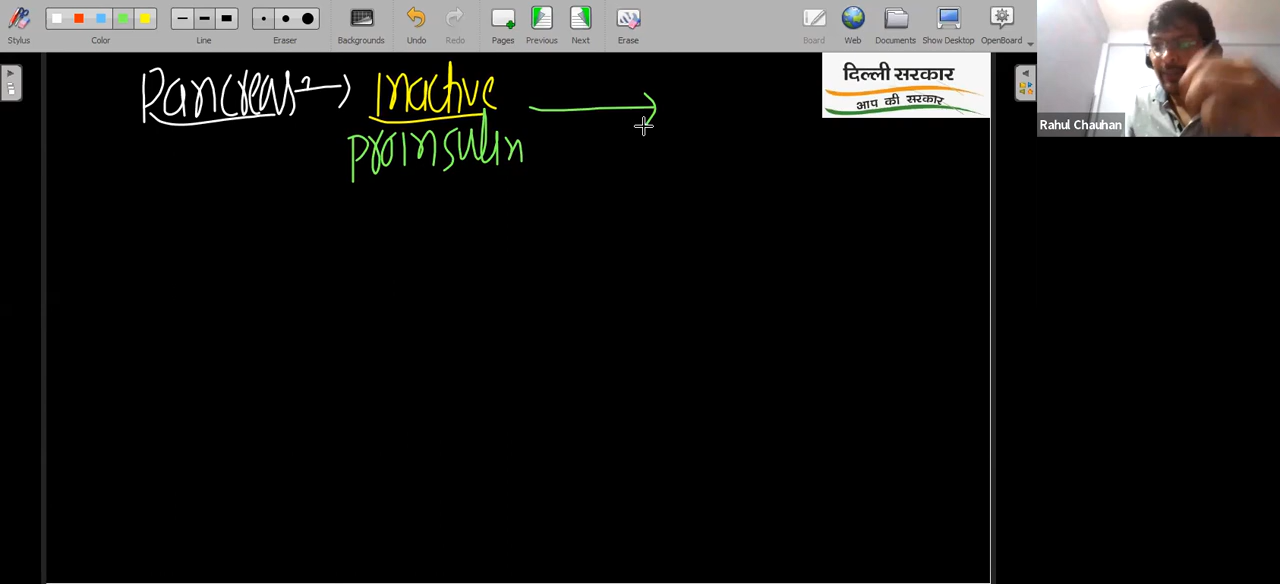 Stylus Color Line Eraser Backgrounds Undo Redo Pages Previous Next Erase Board Web Documents Show Desktop OpenBoard
Pancreas → Inactive →
proinsulin
दिल्ली सरकार
आप की सरकार
Rahul Chauhan